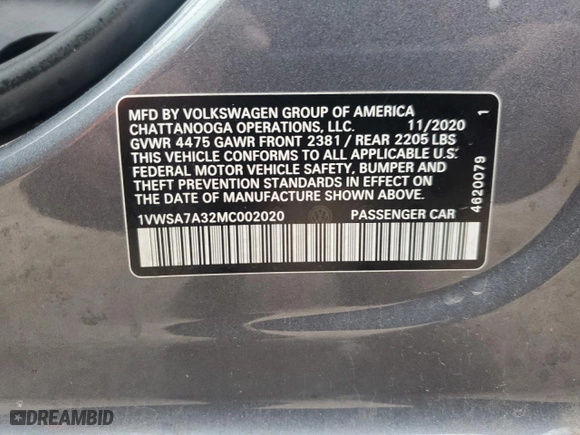 MFD BY VOLKSWAGEN GROUP OF AMERICA
CHATTANOOGA OPERATIONS, LLC. 11/2020
GVWR 4475 GAWR FRONT 2381 / REAR 2205 LBS
THIS VEHICLE CONFORMS TO ALL APPLICABLE U.S.
FEDERAL MOTOR VEHICLE SAFETY, BUMPER AND
THEFT PREVENTION STANDARDS IN EFFECT ON
THE DATE OF MANUFACTURE SHOWN ABOVE.
1VWSA7A32MC002020 PASSENGER CAR
4620079 1
DREAMBID